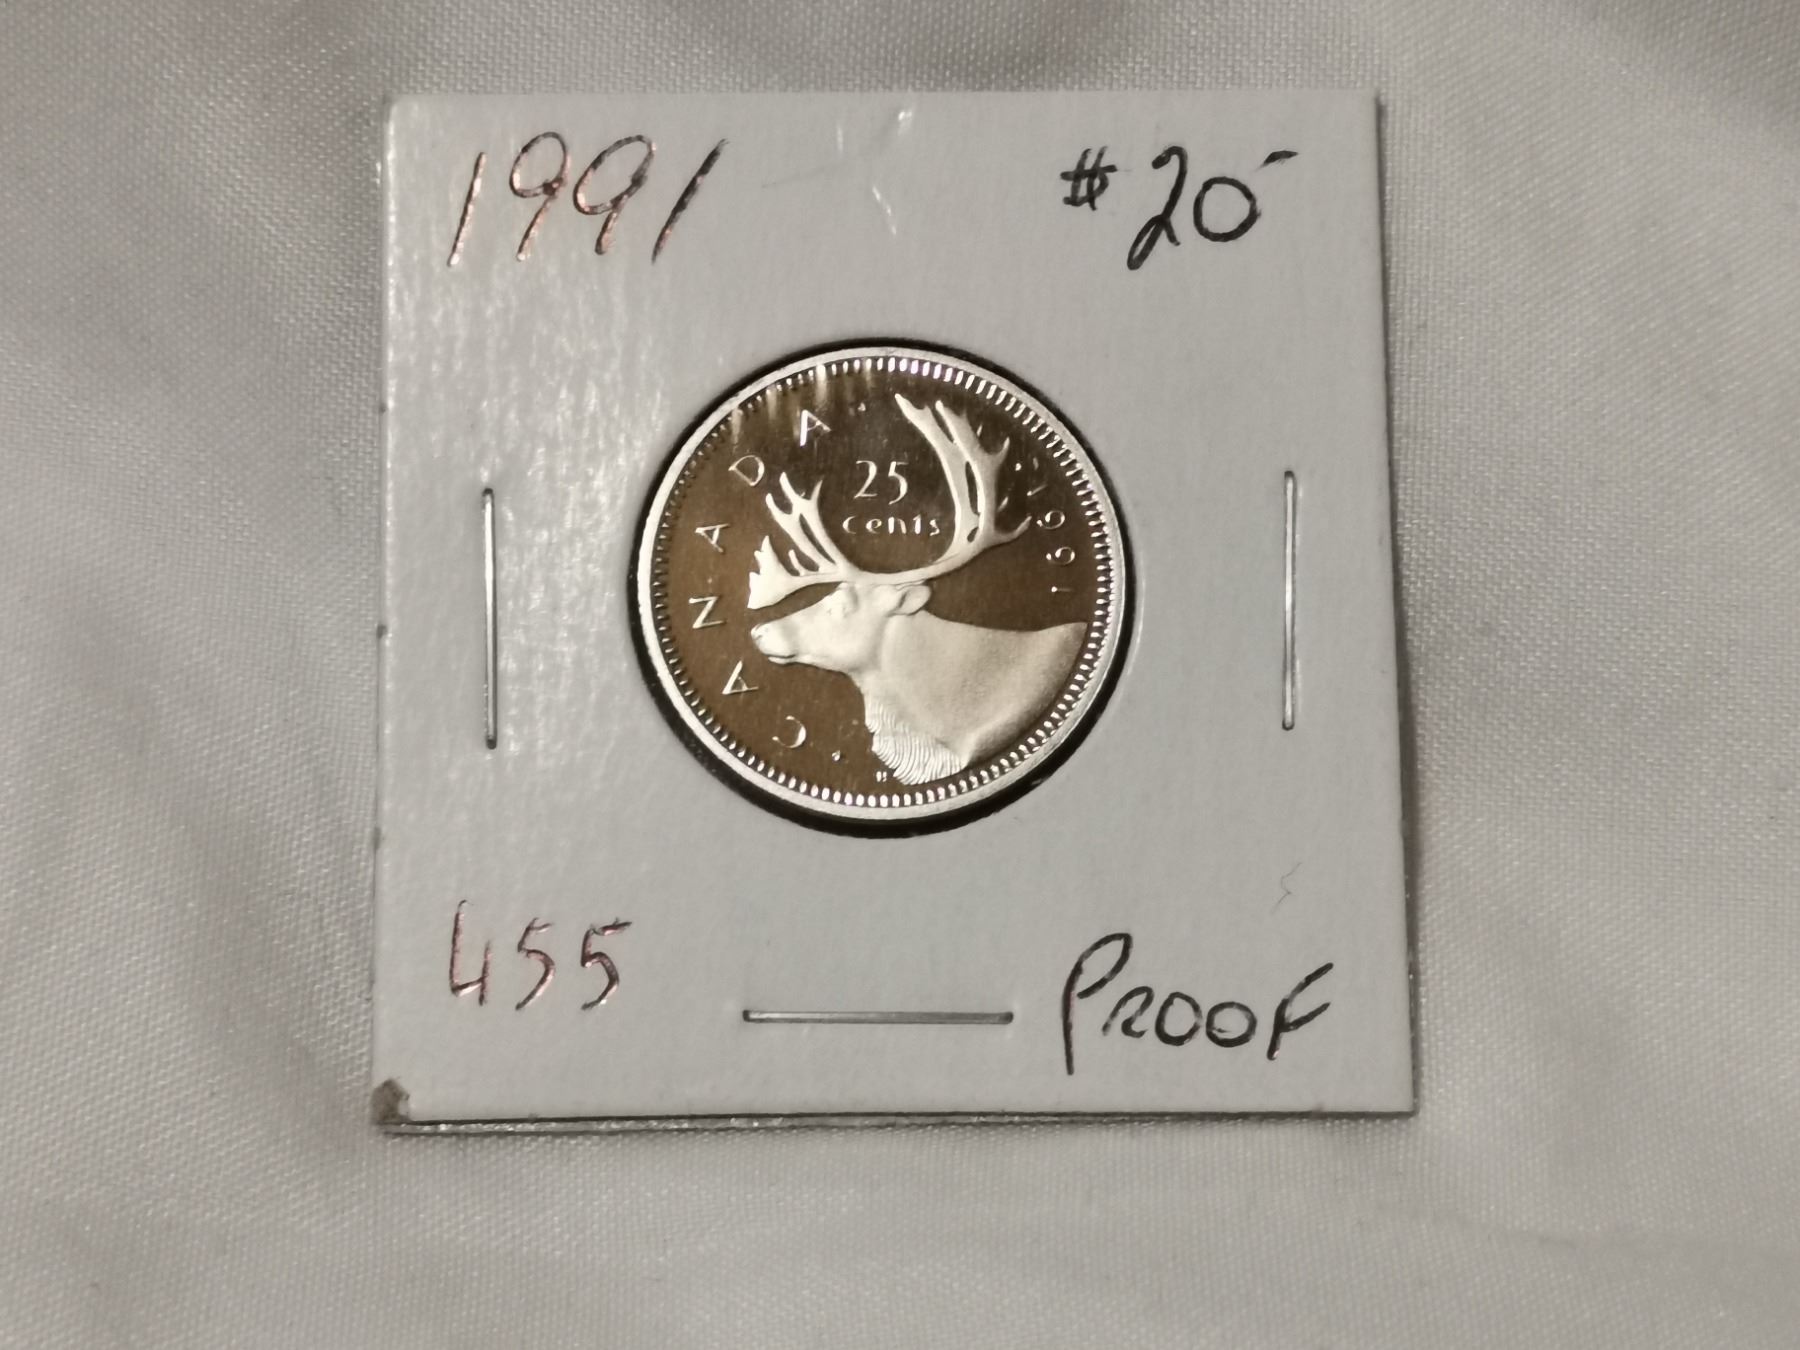 1991
#20-
CANADA
25
cents
1991
H
455
PROOF